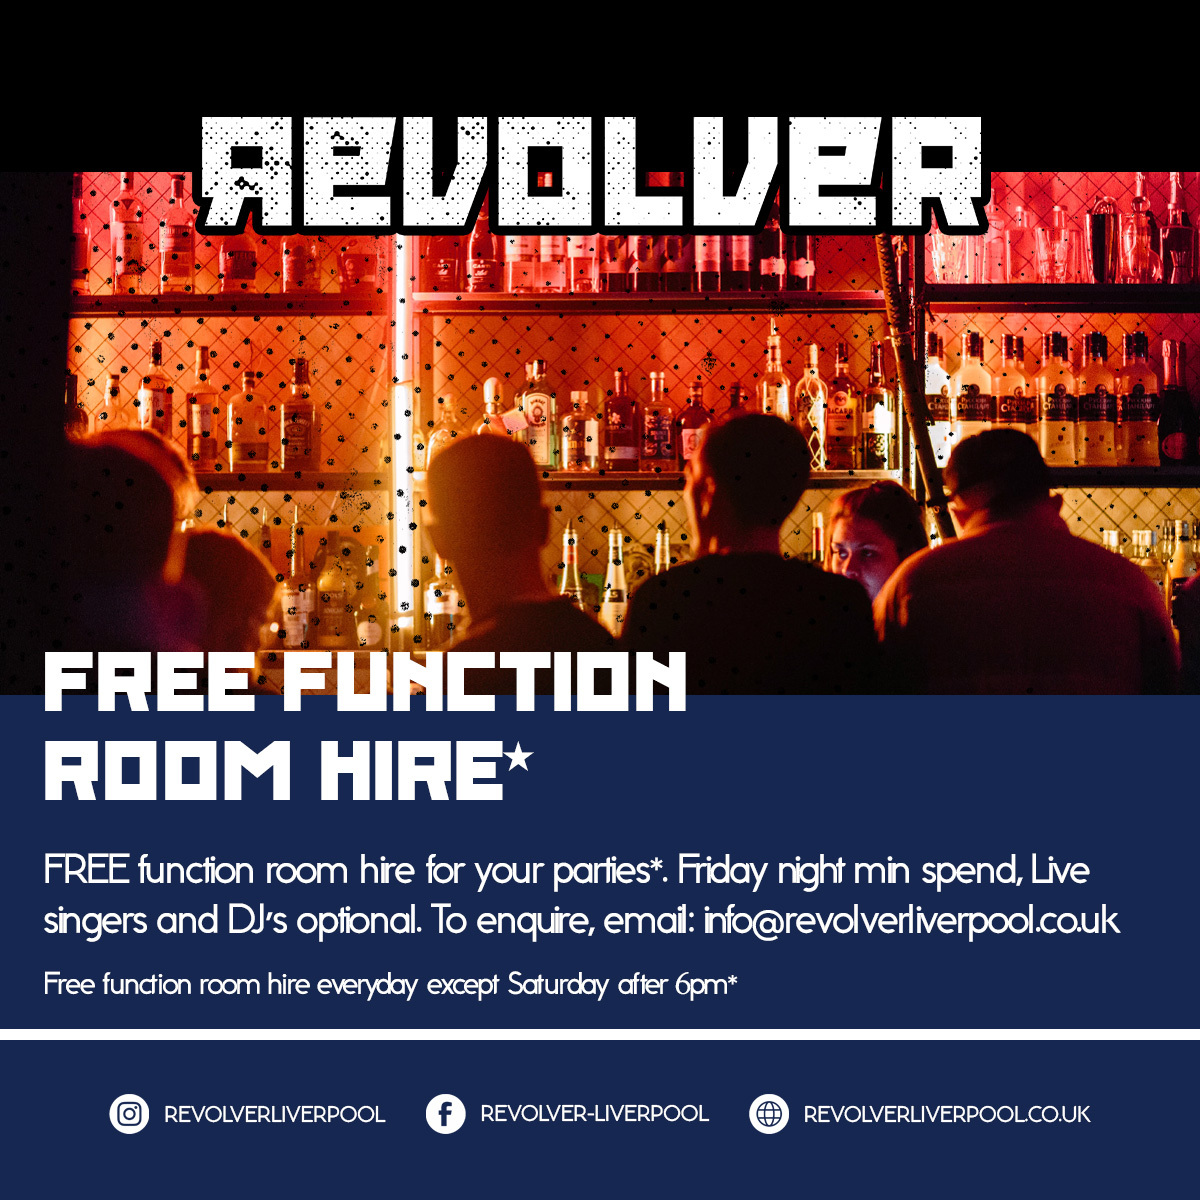 REVOLVER
BACARDI
FREE FUNCTION
ROOM HIRE★
FREE function room hire for your parties*. Friday night min spend, Live
singers and DJ's optional. To enquire, email: info@revolverliverpool.co.uk
Free function room hire everyday except Saturday after 6pm*
REVOLVERLIVERPOOL REVOLVER-LIVERPOOL REVOLVERLIVERPOOL.CO.UK